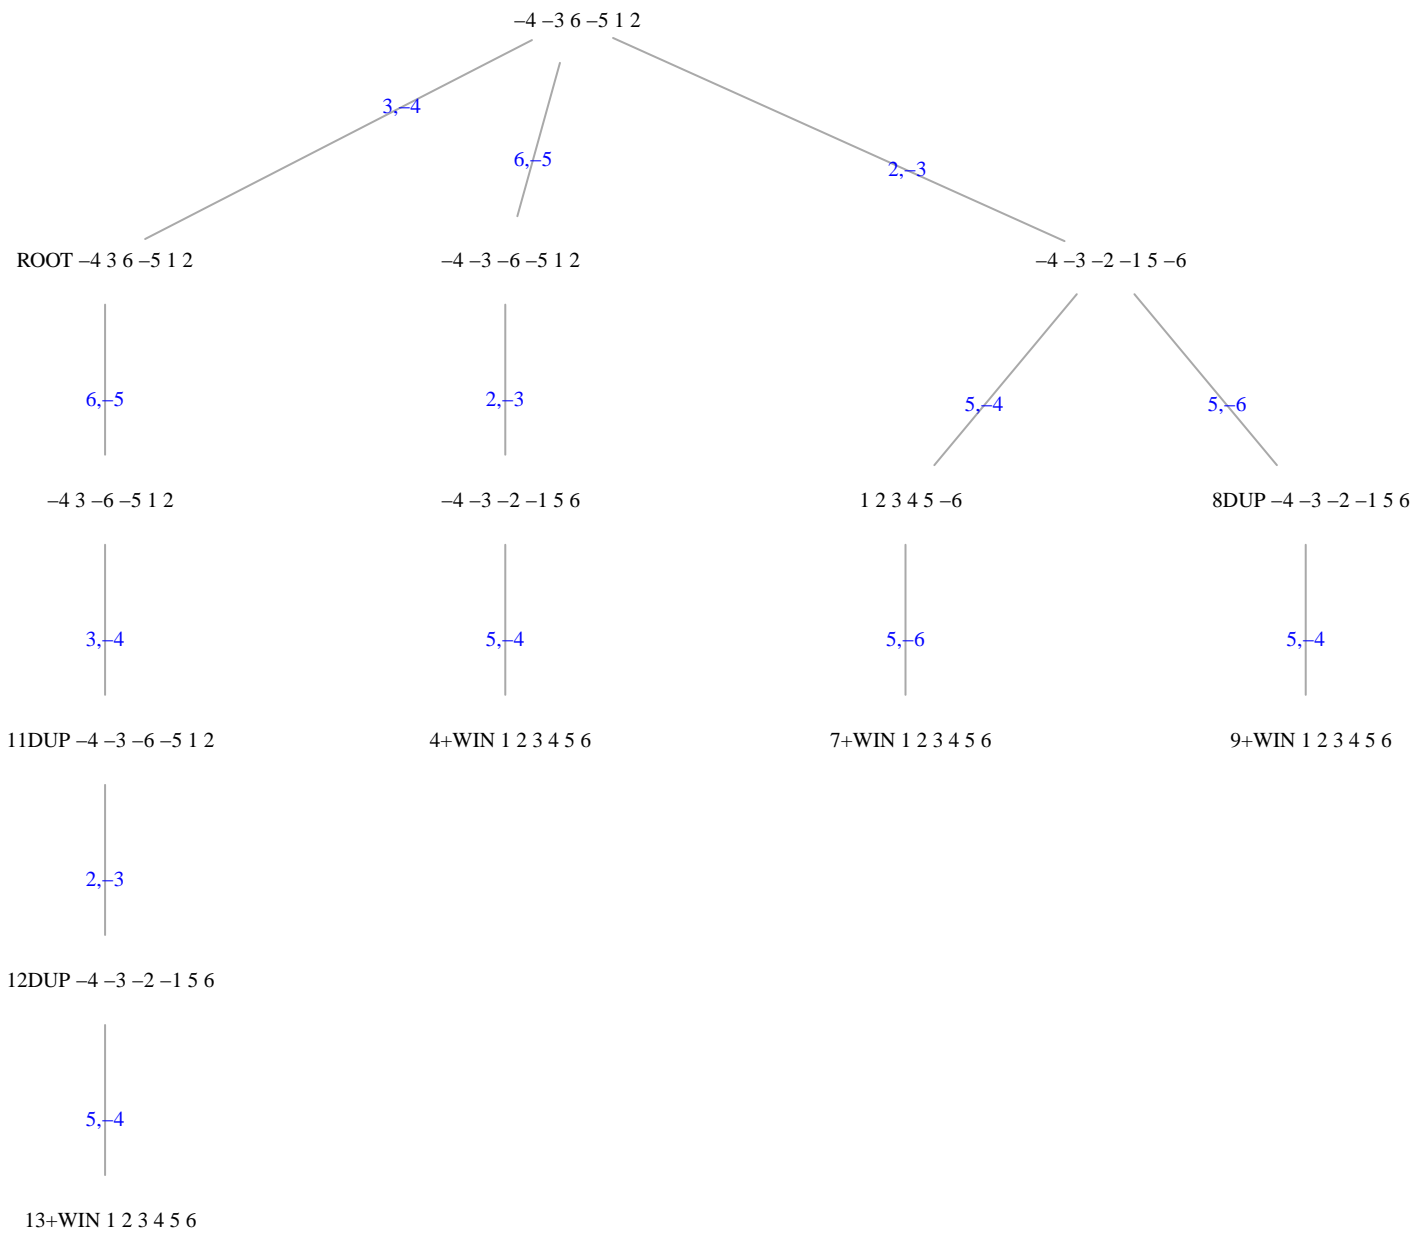 –4 –3 6 –5 1 2
3,–4
6,–5
2,–3
ROOT –4 3 6 –5 1 2
–4 –3 –6 –5 1 2
–4 –3 –2 –1 5 –6
6,–5
2,–3
5,–4
5,–6
–4 3 –6 –5 1 2
–4 –3 –2 –1 5 6
1 2 3 4 5 –6
8DUP –4 –3 –2 –1 5 6
3,–4
5,–4
5,–6
5,–4
11DUP –4 –3 –6 –5 1 2
4+WIN 1 2 3 4 5 6
7+WIN 1 2 3 4 5 6
9+WIN 1 2 3 4 5 6
2,–3
12DUP –4 –3 –2 –1 5 6
5,–4
13+WIN 1 2 3 4 5 6